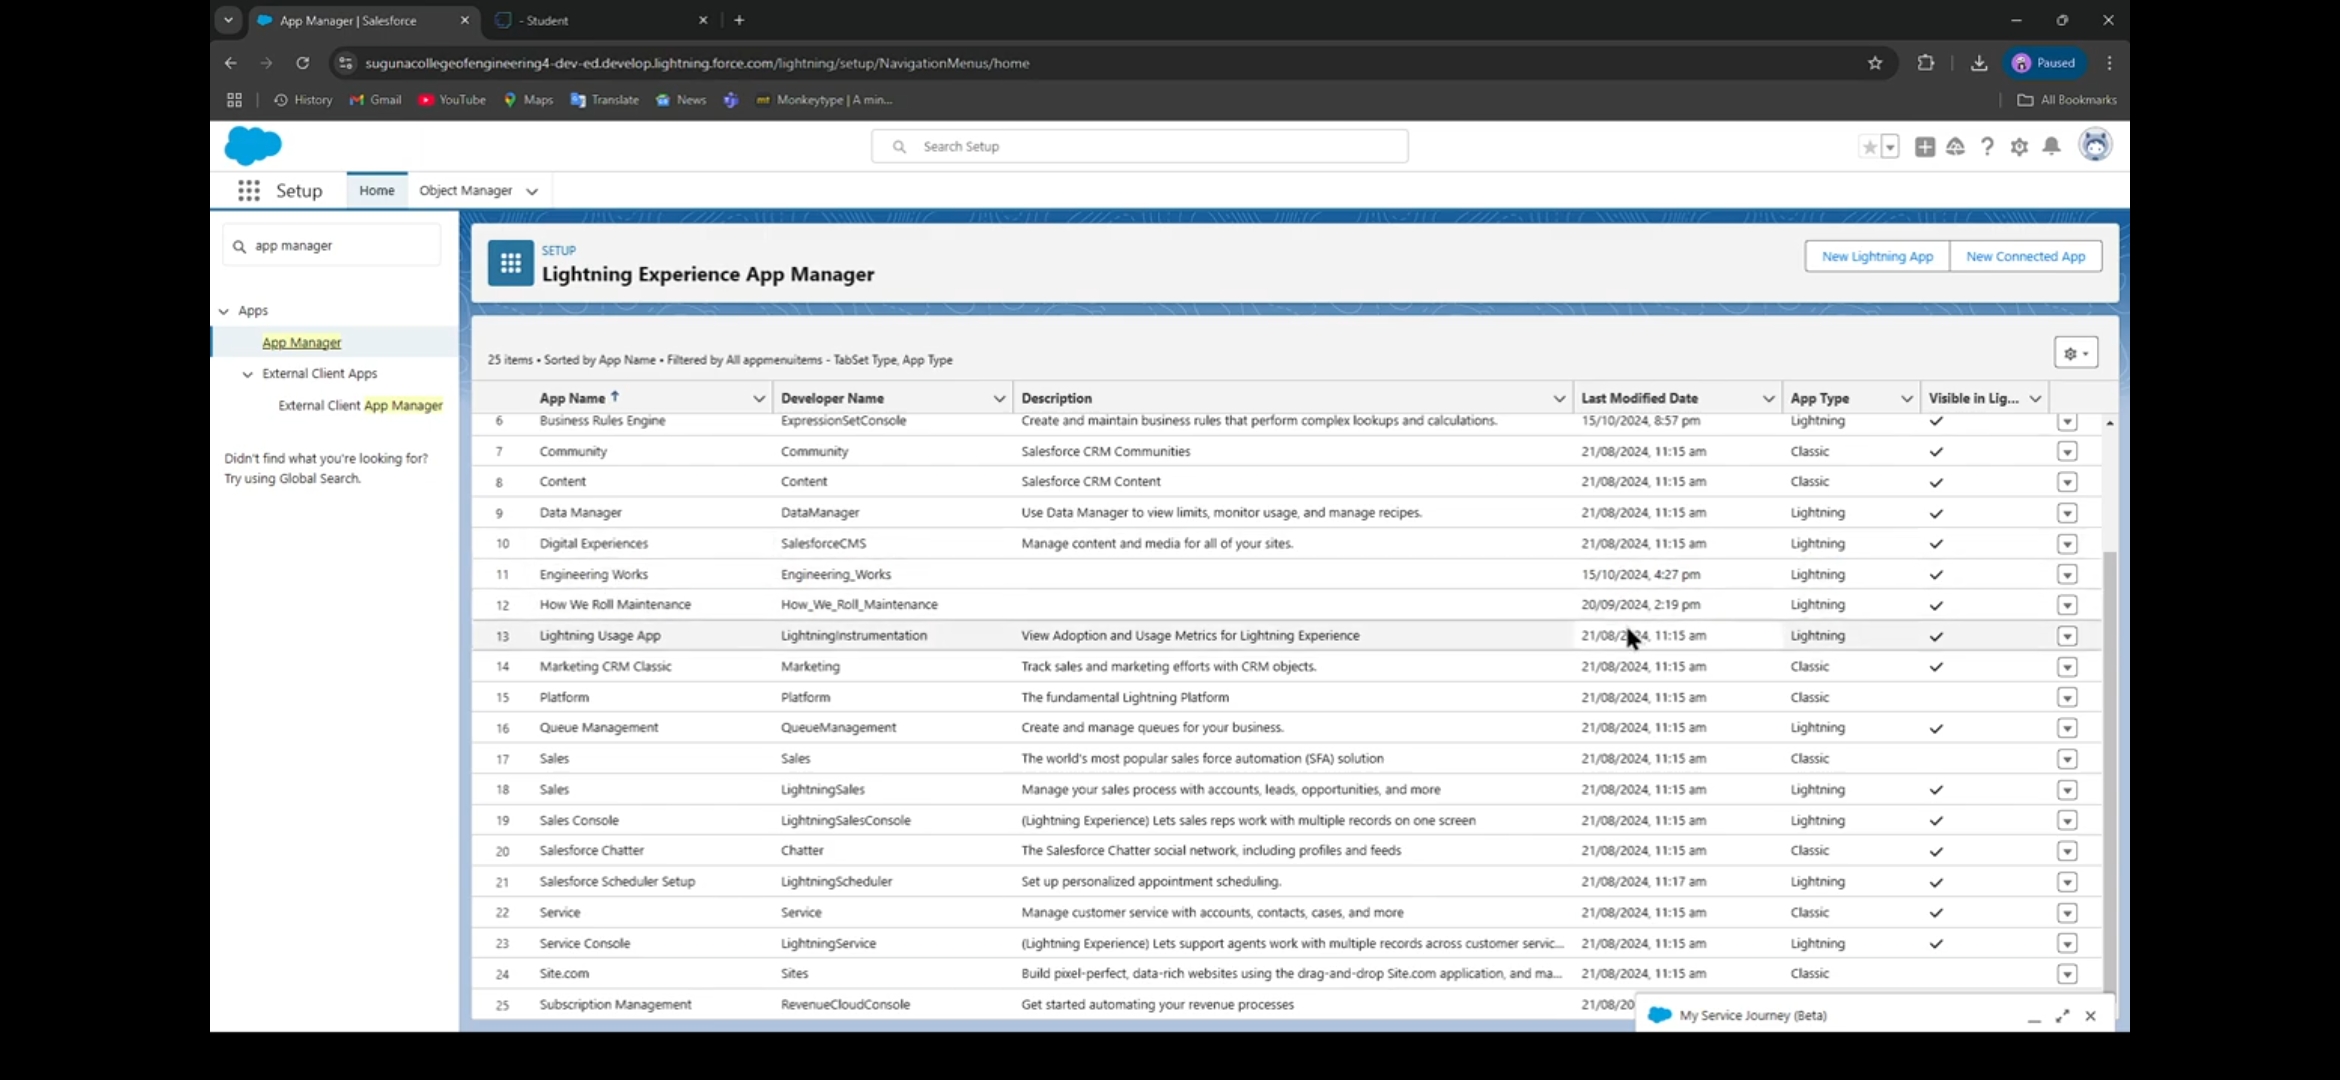 App Manager | Salesforce
- Student
sugunacollegeofengineering4-dev-ed.develop.lightning.force.com/lightning/setup/NavigationMenus/home
Paused
History Gmail YouTube Maps Translate News mt Monkeytype | A min... All Bookmarks
Search Setup
Setup Home Object Manager
app manager
Apps
App Manager
External Client Apps
External Client App Manager
Didn't find what you're looking for?
Try using Global Search.
SETUP
Lightning Experience App Manager
New Lightning App New Connected App
25 items • Sorted by App Name • Filtered by All appmenuitems - TabSet Type, App Type
App Name Developer Name Description Last Modified Date App Type Visible in Lig...
6 Business Rules Engine ExpressionSetConsole Create and maintain business rules that perform complex lookups and calculations. 15/10/2024, 8:57 pm Lightning
7 Community Community Salesforce CRM Communities 21/08/2024, 11:15 am Classic
8 Content Content Salesforce CRM Content 21/08/2024, 11:15 am Classic
9 Data Manager DataManager Use Data Manager to view limits, monitor usage, and manage recipes. 21/08/2024, 11:15 am Lightning
10 Digital Experiences SalesforceCMS Manage content and media for all of your sites. 21/08/2024, 11:15 am Lightning
11 Engineering Works Engineering_Works 15/10/2024, 4:27 pm Lightning
12 How We Roll Maintenance How_We_Roll_Maintenance 20/09/2024, 2:19 pm Lightning
13 Lightning Usage App LightningInstrumentation View Adoption and Usage Metrics for Lightning Experience 21/08/2024, 11:15 am Lightning
14 Marketing CRM Classic Marketing Track sales and marketing efforts with CRM objects. 21/08/2024, 11:15 am Classic
15 Platform Platform The fundamental Lightning Platform 21/08/2024, 11:15 am Classic
16 Queue Management QueueManagement Create and manage queues for your business. 21/08/2024, 11:15 am Lightning
17 Sales Sales The world's most popular sales force automation (SFA) solution 21/08/2024, 11:15 am Classic
18 Sales LightningSales Manage your sales process with accounts, leads, opportunities, and more 21/08/2024, 11:15 am Lightning
19 Sales Console LightningSalesConsole (Lightning Experience) Lets sales reps work with multiple records on one screen 21/08/2024, 11:15 am Lightning
20 Salesforce Chatter Chatter The Salesforce Chatter social network, including profiles and feeds 21/08/2024, 11:15 am Classic
21 Salesforce Scheduler Setup LightningScheduler Set up personalized appointment scheduling. 21/08/2024, 11:17 am Lightning
22 Service Service Manage customer service with accounts, contacts, cases, and more 21/08/2024, 11:15 am Classic
23 Service Console LightningService (Lightning Experience) Lets support agents work with multiple records across customer servic... 21/08/2024, 11:15 am Lightning
24 Site.com Sites Build pixel-perfect, data-rich websites using the drag-and-drop Site.com application, and ma... 21/08/2024, 11:15 am Classic
25 Subscription Management RevenueCloudConsole Get started automating your revenue processes 21/08/20
My Service Journey (Beta)